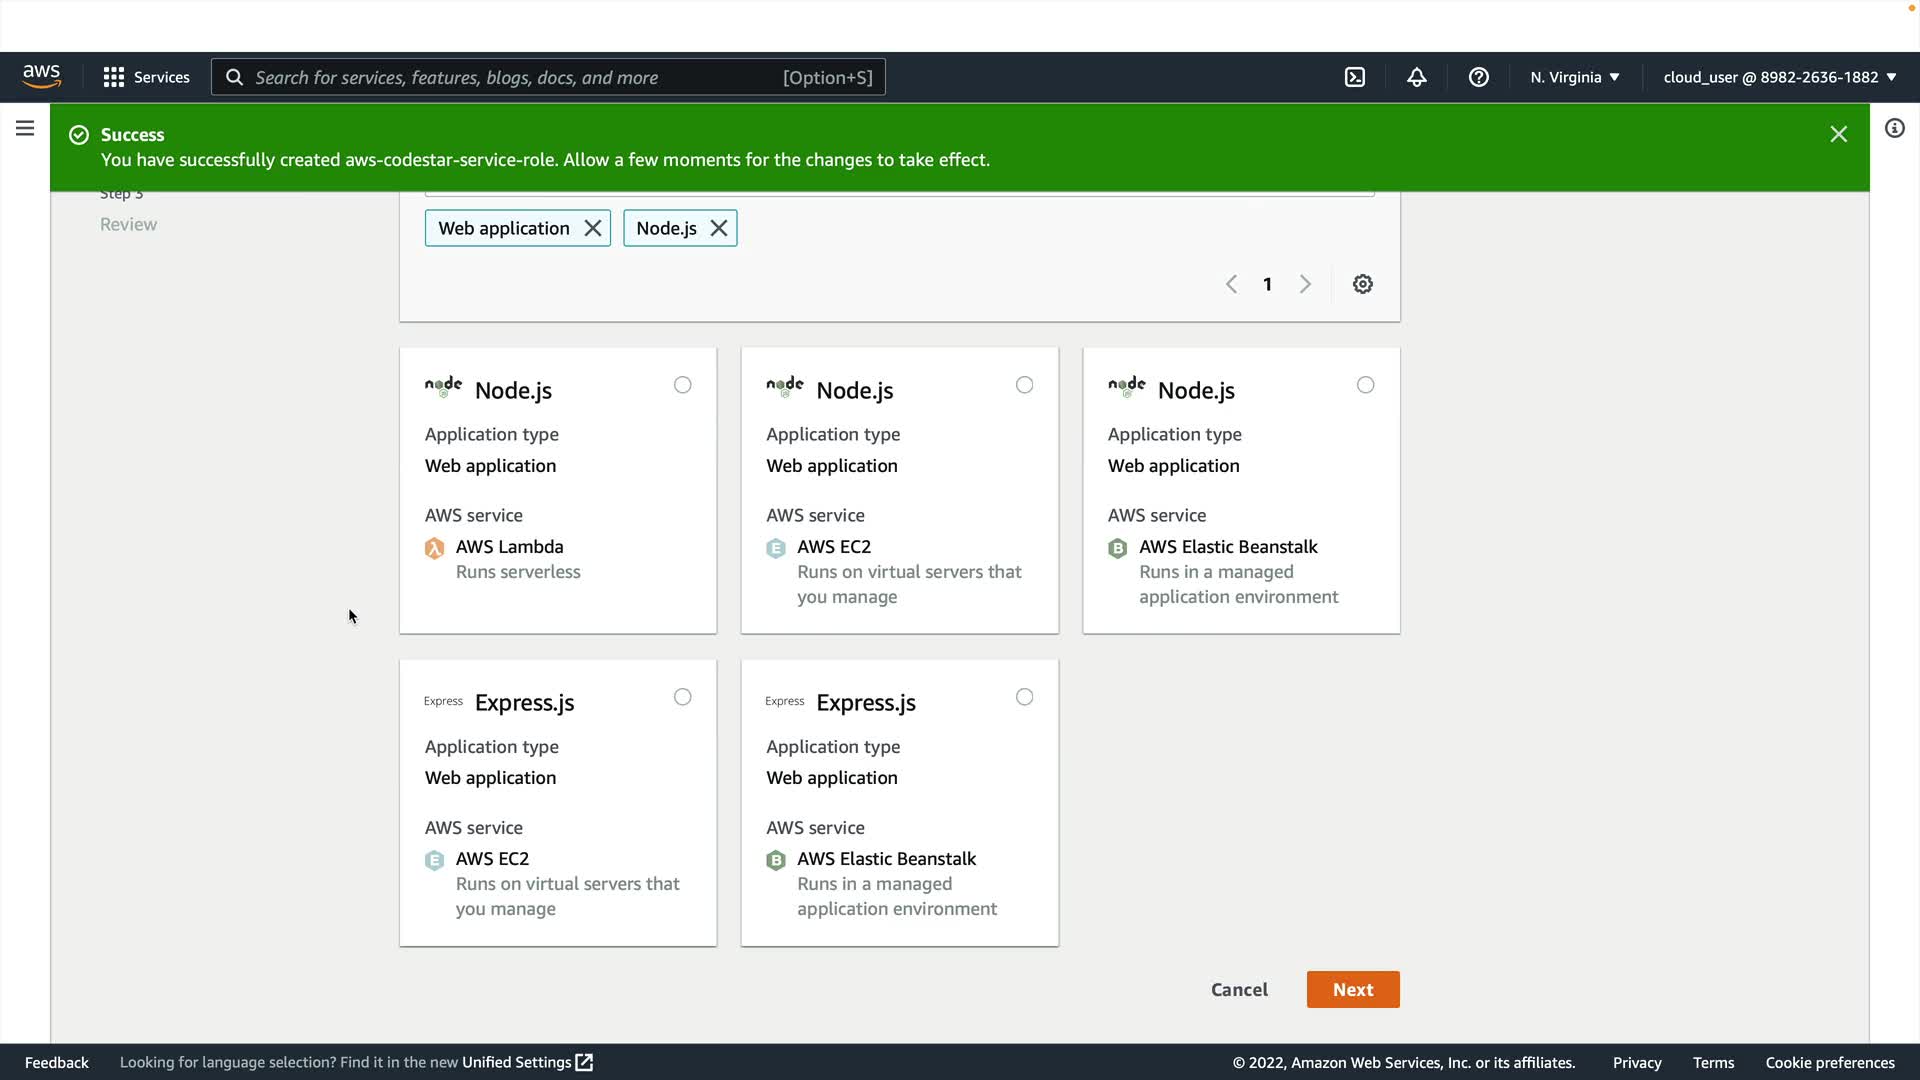 aws
Services
Search for services, features, blogs, docs, and more
[Option+S]
N. Virginia ▼
cloud_user @ 8982-2636-1882 ▼
Success
You have successfully created aws-codestar-service-role. Allow a few moments for the changes to take effect.
Step 3
Review
Web application
Node.js
1
node Node.js
Application type
Web application
AWS service
AWS Lambda
Runs serverless
node Node.js
Application type
Web application
AWS service
E AWS EC2
Runs on virtual servers that
you manage
node Node.js
Application type
Web application
AWS service
B AWS Elastic Beanstalk
Runs in a managed
application environment
Express Express.js
Application type
Web application
AWS service
E AWS EC2
Runs on virtual servers that
you manage
Express Express.js
Application type
Web application
AWS service
B AWS Elastic Beanstalk
Runs in a managed
application environment
Cancel
Next
Feedback
Looking for language selection? Find it in the new Unified Settings
© 2022, Amazon Web Services, Inc. or its affiliates.
Privacy
Terms
Cookie preferences